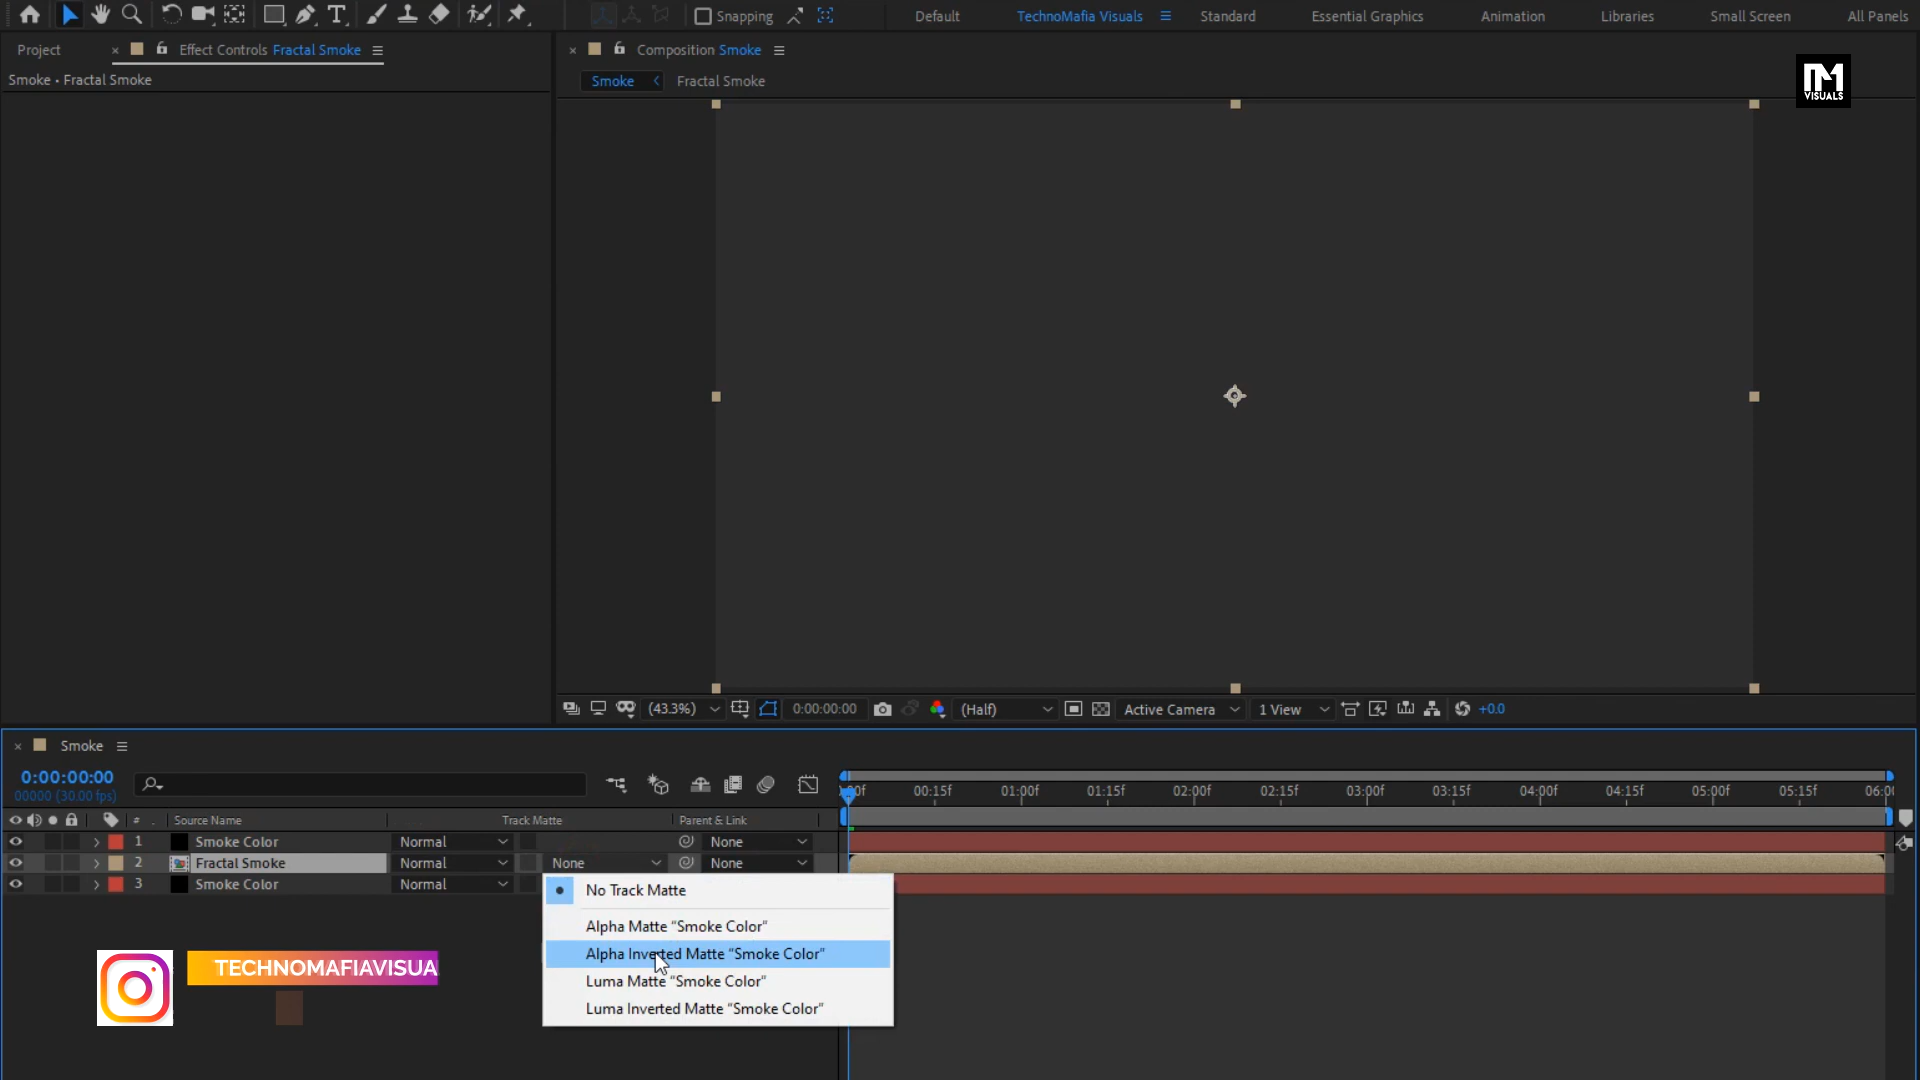 Snapping
Default
TechnoMafia Visuals
Standard
Essential Graphics
Animation
Libraries
Small Screen
All Panels
Project
Effect Controls Fractal Smoke
Composition Smoke
Smoke • Fractal Smoke
Smoke
Fractal Smoke
VISUALS
(43.3%)
0:00:00:00
(Half)
Active Camera
1 View
+0.0
Smoke
0:00:00:00
00000 (30.00 fps)
00f 00:15f 01:00f 01:15f 02:00f 02:15f 03:00f 03:15f 04:00f 04:15f 05:00f 05:15f 06:00
# . Source Name Track Matte Parent & Link
1 Smoke Color Normal None
2 Fractal Smoke Normal None None
3 Smoke Color Normal
No Track Matte
Alpha Matte "Smoke Color"
Alpha Inverted Matte "Smoke Color"
Luma Matte "Smoke Color"
Luma Inverted Matte "Smoke Color"
TECHNOMAFIAVISUA